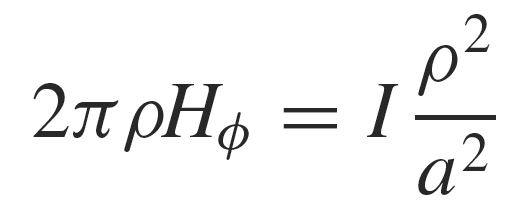 2πρH_ϕ = I ρ²/a²